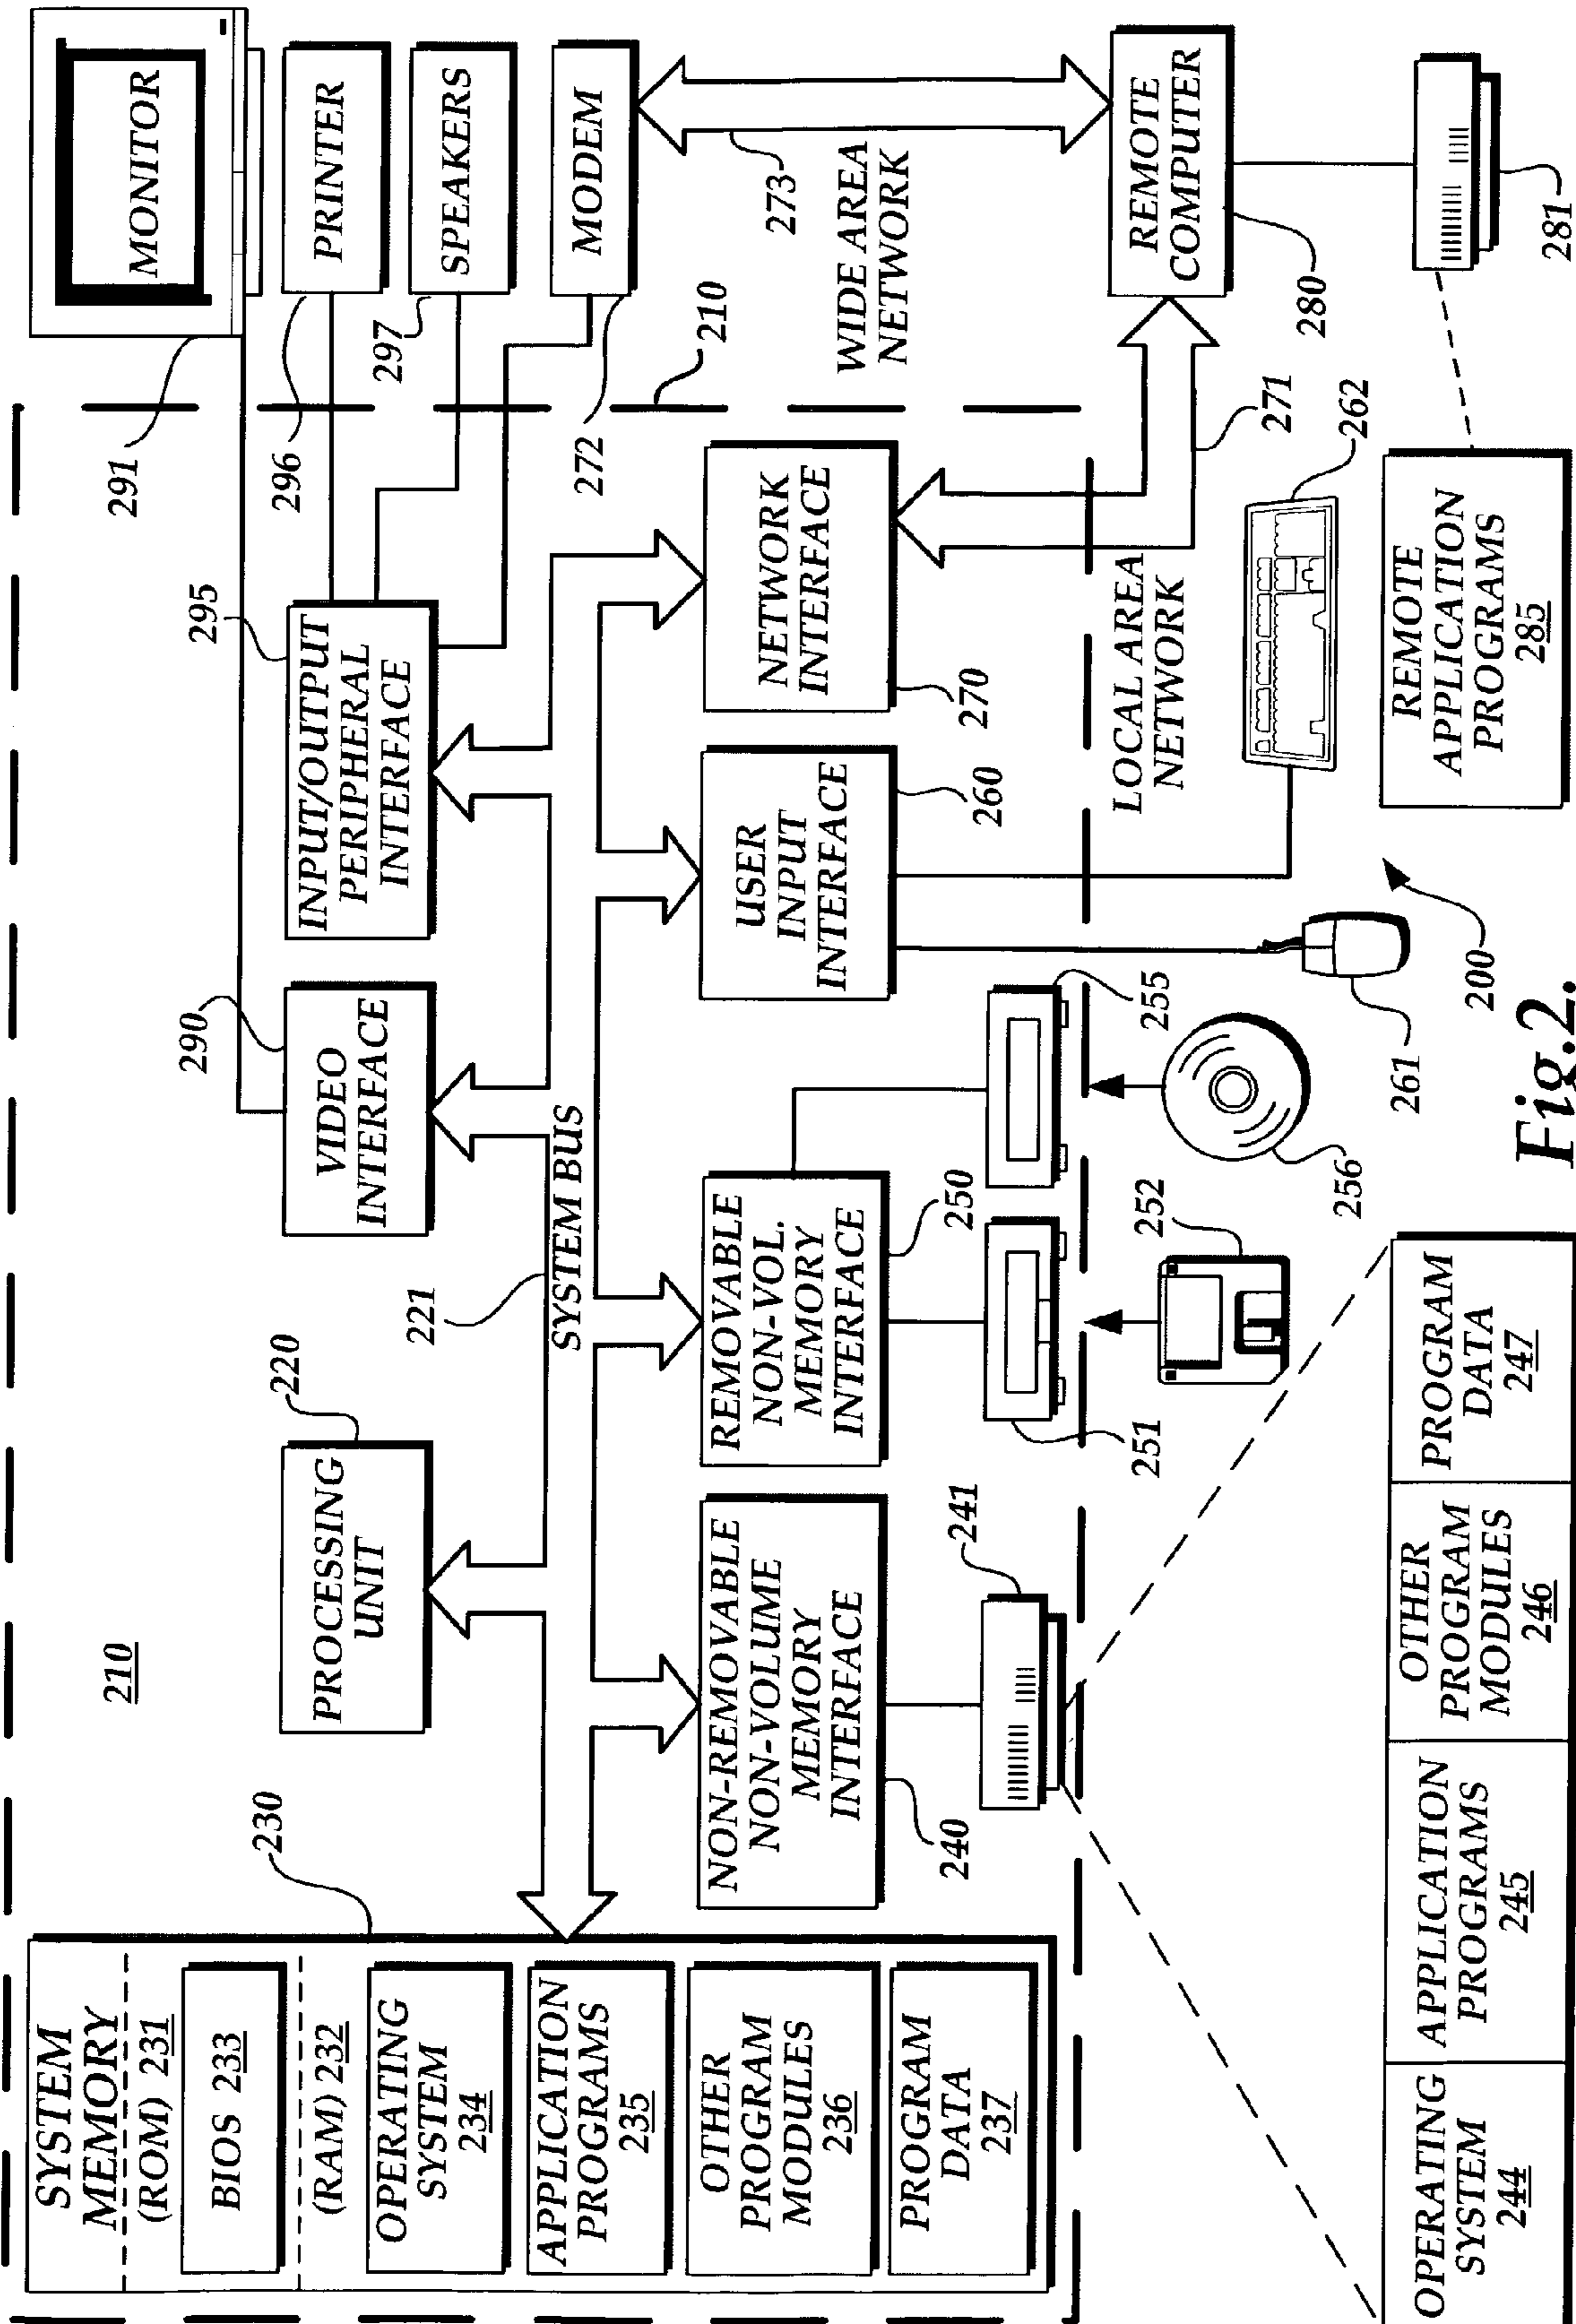 210
SYSTEM
MEMORY
(ROM) 231
BIOS 233
(RAM) 232
OPERATING
SYSTEM
234
APPLICATION
PROGRAMS
235
OTHER
PROGRAM
MODULES
236
PROGRAM
DATA
237
230
PROCESSING
UNIT
220
221
SYSTEM BUS
290
VIDEO
INTERFACE
295
INPUT/OUTPUT
PERIPHERAL
INTERFACE
291
MONITOR
296
PRINTER
297
SPEAKERS
272
MODEM
210
273
WIDE AREA
NETWORK
NON-REMOVABLE
NON-VOLUME
MEMORY
INTERFACE
240
241
REMOVABLE
NON-VOL.
MEMORY
INTERFACE
250
251
252
255
256
USER
INPUT
INTERFACE
260
261
262
NETWORK
INTERFACE
270
LOCAL AREA
NETWORK
271
REMOTE
COMPUTER
280
281
REMOTE
APPLICATION
PROGRAMS
285
200
OPERATING
SYSTEM
244
APPLICATION
PROGRAMS
245
OTHER
PROGRAM
MODULES
246
PROGRAM
DATA
247
Fig.2.